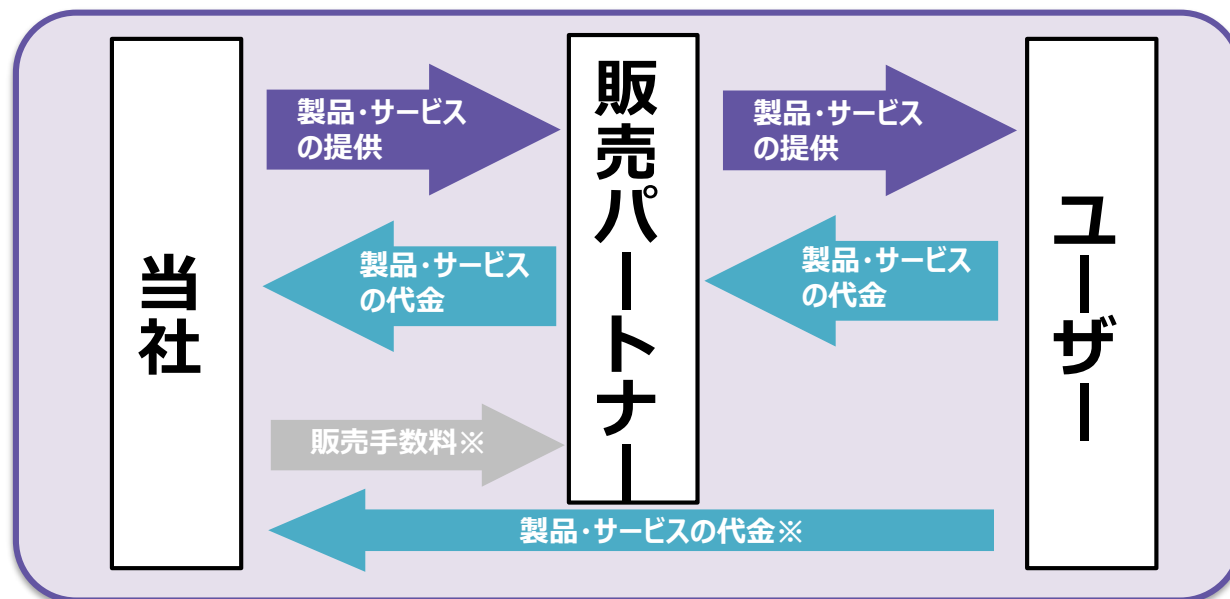 当社
製品･サービス
の提供
製品･サービス
の代金
販売手数料※
販売パートナー
製品･サービス
の提供
製品･サービス
の代金
製品･サービスの代金※
ユーザー